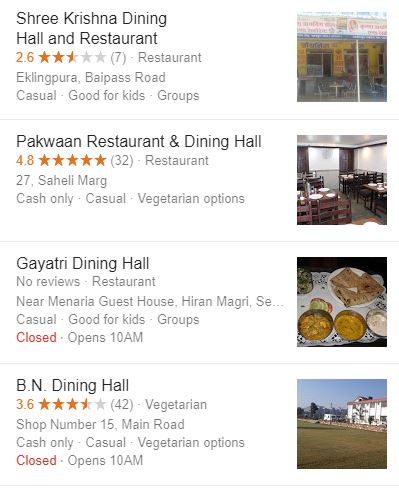 Shree Krishna Dining
Hall and Restaurant
2.6 ★★★★★ (7) · Restaurant
Eklingpura, Baipass Road
Casual · Good for kids · Groups
Pakwaan Restaurant & Dining Hall
4.8 ★★★★★ (32) · Restaurant
27, Saheli Marg
Cash only · Casual · Vegetarian options
Gayatri Dining Hall
No reviews · Restaurant
Near Menaria Guest House, Hiran Magri, Se...
Casual · Good for kids · Groups
Closed · Opens 10AM
B.N. Dining Hall
3.6 ★★★★★ (42) · Vegetarian
Shop Number 15, Main Road
Cash only · Casual · Vegetarian options
Closed · Opens 10AM